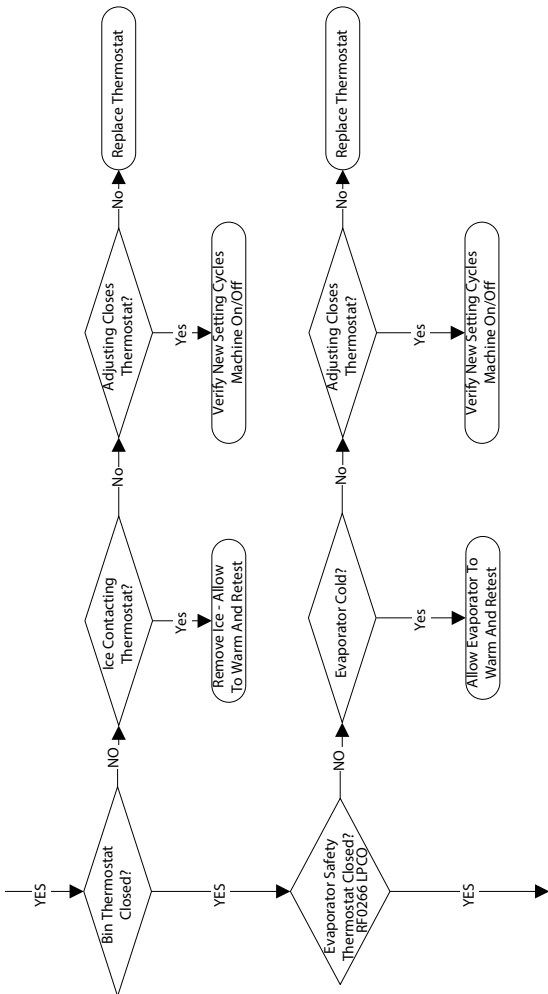 YES
Bin Thermostat
Closed?
NO
Ice Contacting
Thermostat?
No
Adjusting Closes
Thermostat?
No
Replace Thermostat
Yes
Remove Ice - Allow
To Warm And Retest
Yes
Verify New Setting Cycles
Machine On/Off
YES
Evaporator Safety
Thermostat Closed?
RF0266 LPCO
NO
Evaporator Cold?
No
Adjusting Closes
Thermostat?
No
Replace Thermostat
Yes
Allow Evaporator To
Warm And Retest
Yes
Verify New Setting Cycles
Machine On/Off
YES